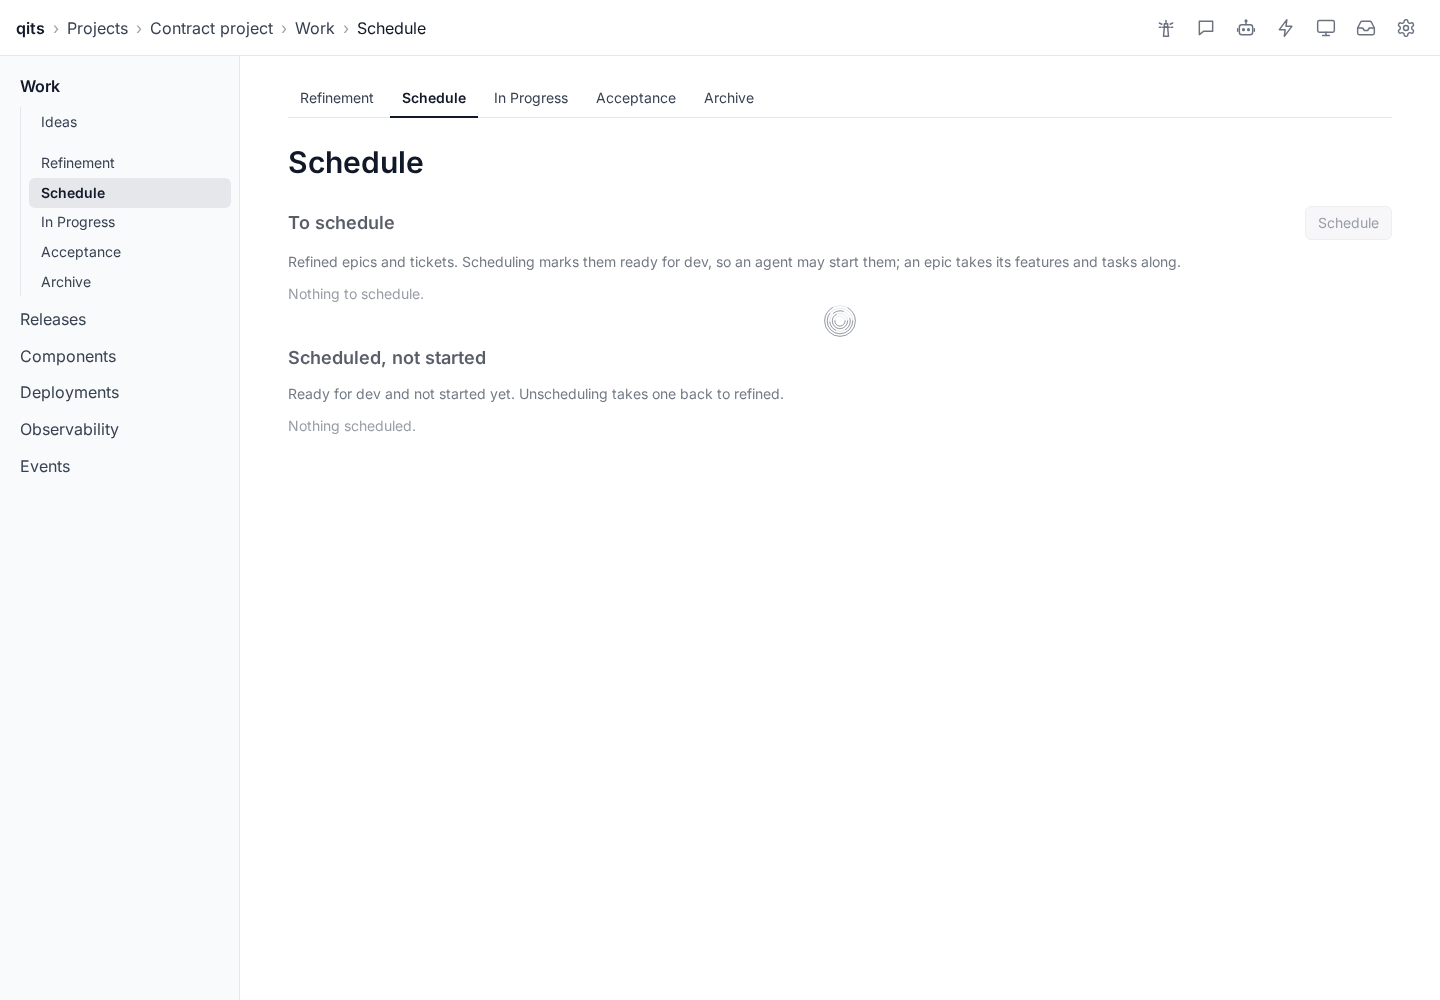 qits › Projects › Contract project › Work › Schedule
Work
Ideas
Refinement
Schedule
In Progress
Acceptance
Archive
Releases
Components
Deployments
Observability
Events
Refinement Schedule In Progress Acceptance Archive
Schedule
To schedule
Schedule
Refined epics and tickets. Scheduling marks them ready for dev, so an agent may start them; an epic takes its features and tasks along.
Nothing to schedule.
Scheduled, not started
Ready for dev and not started yet. Unscheduling takes one back to refined.
Nothing scheduled.